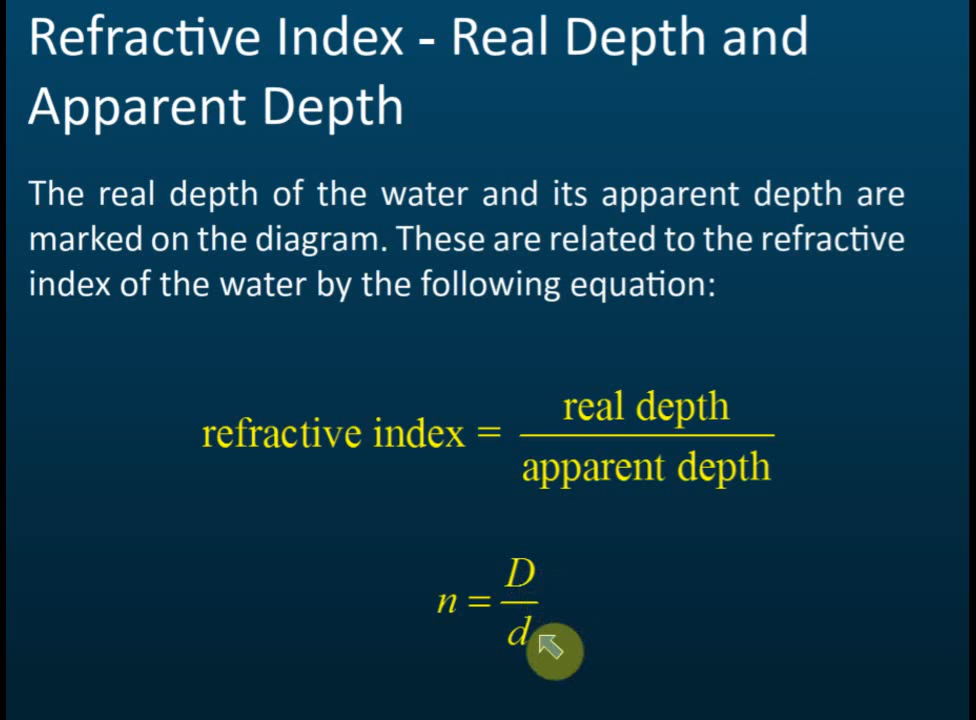 Refractive Index - Real Depth and
Apparent Depth
The real depth of the water and its apparent depth are
marked on the diagram. These are related to the refractive
index of the water by the following equation:
refractive index = real depth / apparent depth
n = D / d